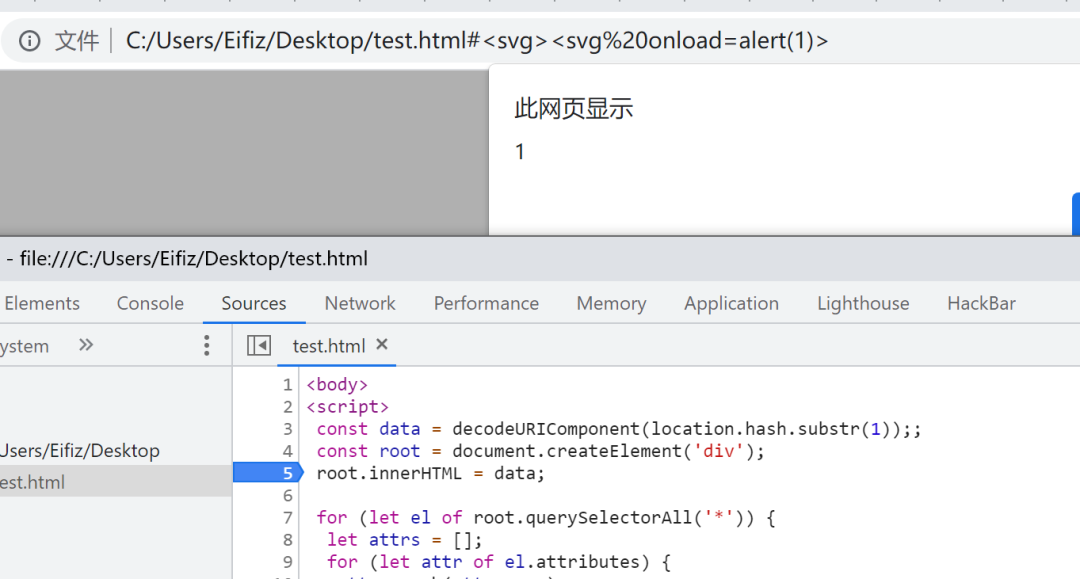 文件 C:/Users/Eifiz/Desktop/test.html#<svg><svg%20onload=alert(1)>
此网页显示
1
- file:///C:/Users/Eifiz/Desktop/test.html
Elements Console Sources Network Performance Memory Application Lighthouse HackBar
ystem » test.html ×
1 <body>
2 <script>
3 const data = decodeURIComponent(location.hash.substr(1));;
Users/Eifiz/Desktop
4 const root = document.createElement('div');
est.html
5 root.innerHTML = data;
6
7 for (let el of root.querySelectorAll('*')) {
8 let attrs = [];
9 for (let attr of el.attributes) {